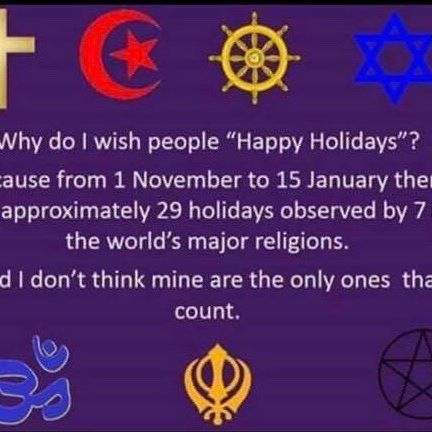 Why do I wish people “Happy Holidays”?
cause from 1 November to 15 January ther
approximately 29 holidays observed by 7
the world’s major religions.
d I don’t think mine are the only ones tha
count.